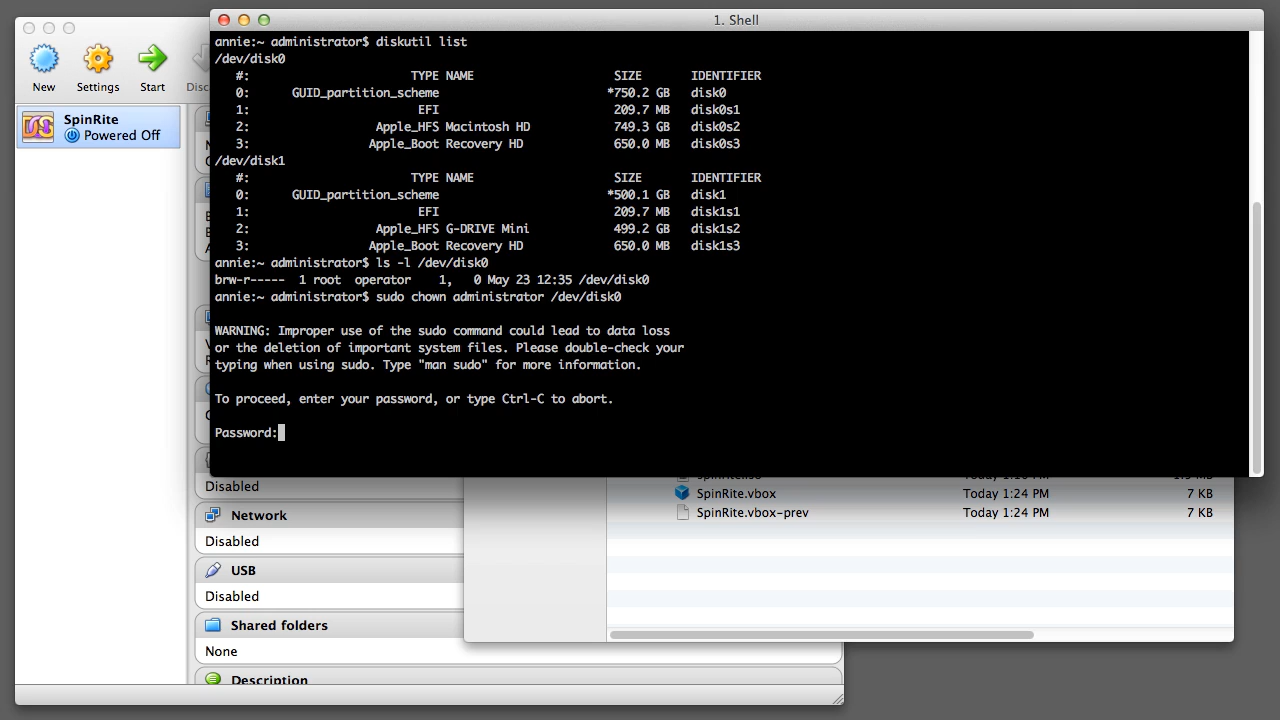 1. Shell
annie:~ administrator$ diskutil list
/dev/disk0
#: TYPE NAME SIZE IDENTIFIER
0: GUID_partition_scheme *750.2 GB disk0
1: EFI 209.7 MB disk0s1
2: Apple_HFS Macintosh HD 749.3 GB disk0s2
3: Apple_Boot Recovery HD 650.0 MB disk0s3
/dev/disk1
#: TYPE NAME SIZE IDENTIFIER
0: GUID_partition_scheme *500.1 GB disk1
1: EFI 209.7 MB disk1s1
2: Apple_HFS G-DRIVE Mini 499.2 GB disk1s2
3: Apple_Boot Recovery HD 650.0 MB disk1s3
annie:~ administrator$ ls -l /dev/disk0
brw-r----- 1 root operator 1, 0 May 23 12:35 /dev/disk0
annie:~ administrator$ sudo chown administrator /dev/disk0
WARNING: Improper use of the sudo command could lead to data loss
or the deletion of important system files. Please double-check your
typing when using sudo. Type "man sudo" for more information.
To proceed, enter your password, or type Ctrl-C to abort.
Password:
New Settings Start Disc
SpinRite
Powered Off
Disabled
Network
Disabled
USB
Disabled
Shared folders
None
Description
SpinRite.vbox Today 1:24 PM 7 KB
SpinRite.vbox-prev Today 1:24 PM 7 KB